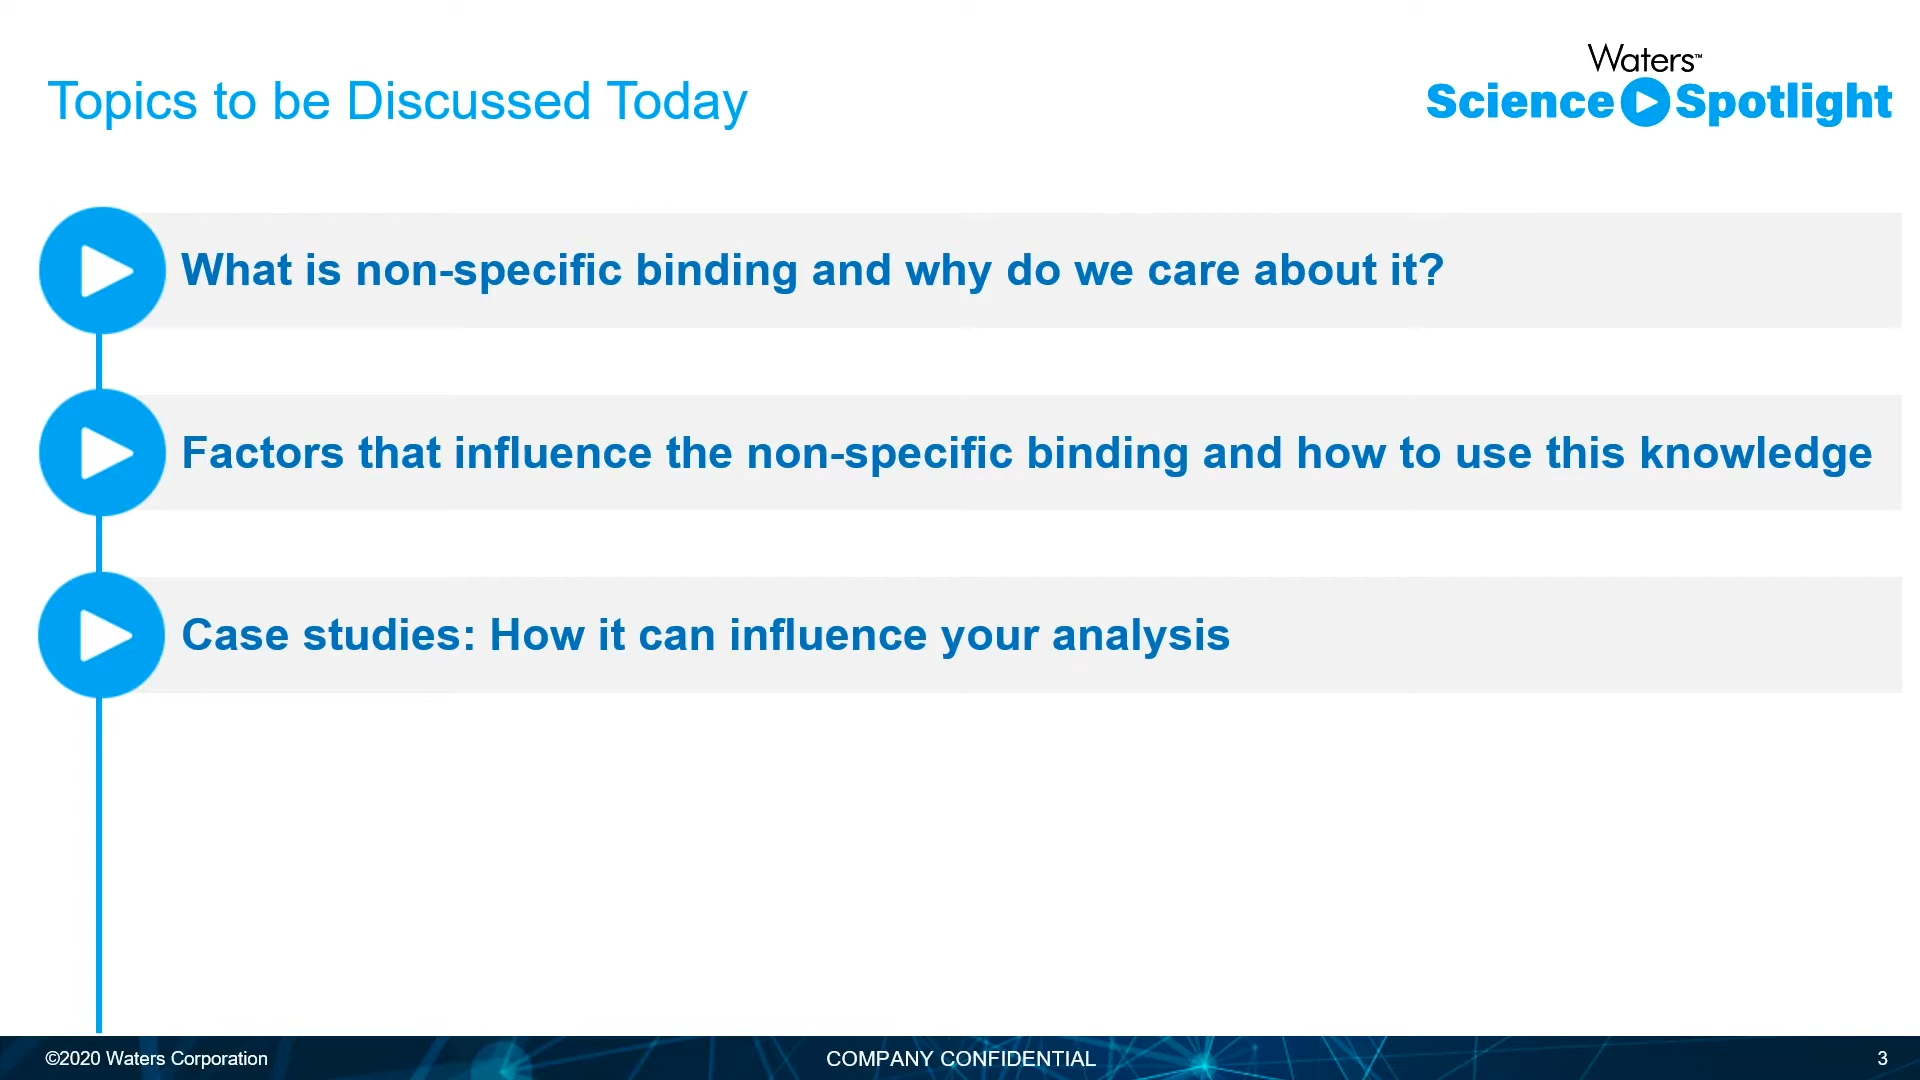 Topics to be Discussed Today
Waters™
Science Spotlight
What is non-specific binding and why do we care about it?
Factors that influence the non-specific binding and how to use this knowledge
Case studies: How it can influence your analysis
©2020 Waters Corporation
COMPANY CONFIDENTIAL
3